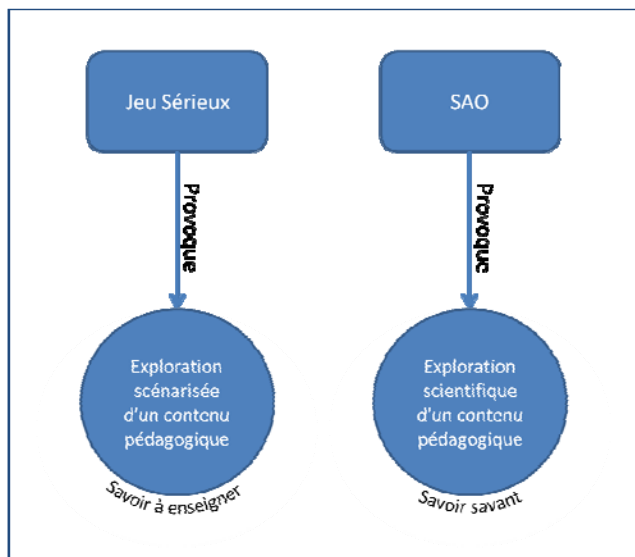 Jeu Sérieux
Provoque
Exploration
scénarisée
d'un contenu
pédagogique
Savoir à enseigner
SAO
Provoque
Exploration
scientifique
d'un contenu
pédagogique
Savoir savant